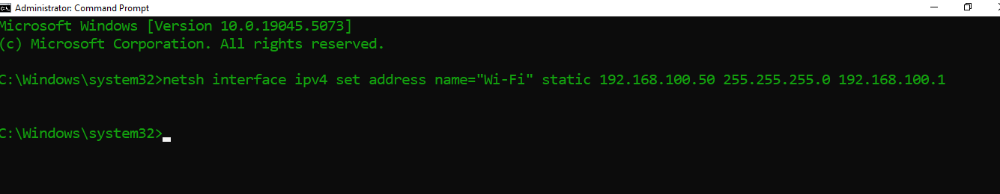 Administrator: Command Prompt
Microsoft Windows [Version 10.0.19045.5073]
(c) Microsoft Corporation. All rights reserved.
C:\Windows\system32>netsh interface ipv4 set address name="Wi-Fi" static 192.168.100.50 255.255.255.0 192.168.100.1
C:\Windows\system32>